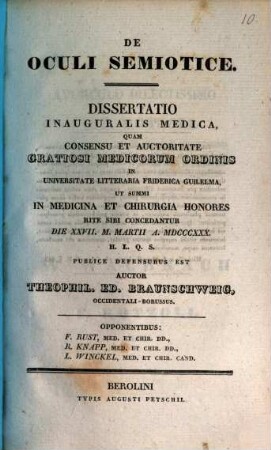 10.
DE
OCULI SEMIOTICE.
DISSERTATIO
INAUGURALIS MEDICA,
QUAM
CONSENSU ET AUCTORITATE
GRATIOSI MEDICORUM ORDINIS
IN
UNIVERSITATE LITTERARIA FRIDERICA GUILELMA,
UT SUMMI
IN MEDICINA ET CHIRURGIA HONORES
RITE SIBI CONCEDANTUR
DIE XXVII. M. MARTII A. MDCCCXXX.
H. L. Q. S.
PUBLICE DEFENSURUS EST
AUCTOR
THEOPHIL. ED. BRAUNSCHWEIG,
OCCIDENTALI-BORUSSUS.
OPPONENTIBUS:
F. RUST, MED. ET CHIR. DD.,
R. KNAPP, MED. ET CHIR. DD.,
L. WINCKEL, MED. ET CHIR. CAND.
BEROLINI
TYPIS AUGUSTI PETSCHII.